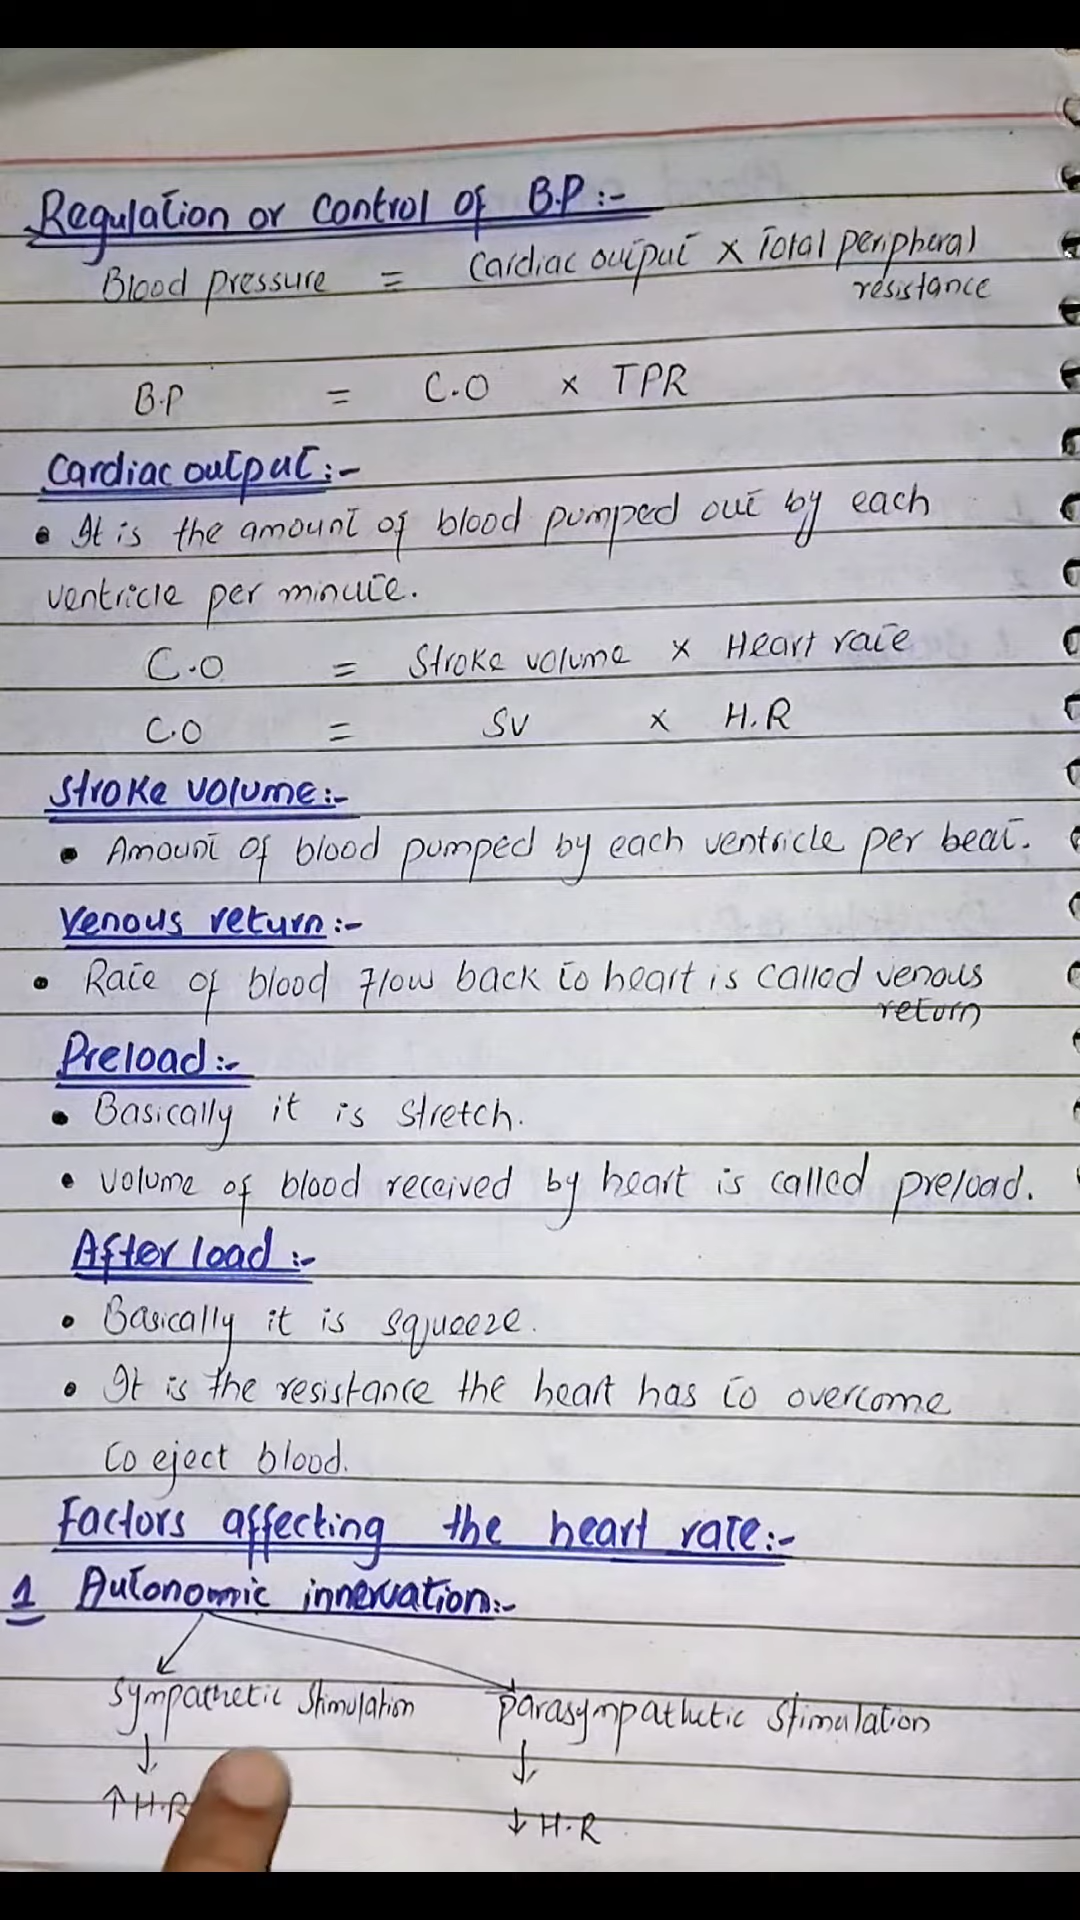 Regulation or control of B.P:-
Blood pressure = Cardiac output × Total peripheral
resistance
B.P = C.O × TPR
Cardiac output:-
• It is the amount of blood pumped out by each
ventricle per minute.
C.O = Stroke volume × Heart rate
C.O = SV × H.R
Stroke volume:-
• Amount of blood pumped by each ventricle per beat.
Venous return:-
• Rate of blood flow back to heart is called venous
return
Preload:-
• Basically it is stretch.
• Volume of blood received by heart is called preload.
After load:-
• Basically it is squeeze.
• It is the resistance the heart has to overcome
to eject blood.
Factors affecting the heart rate:-
1 Autonomic innervation:-
Sympathetic Stimulation parasympathetic Stimulation
↓ ↓
↑ H.R ↓ H.R